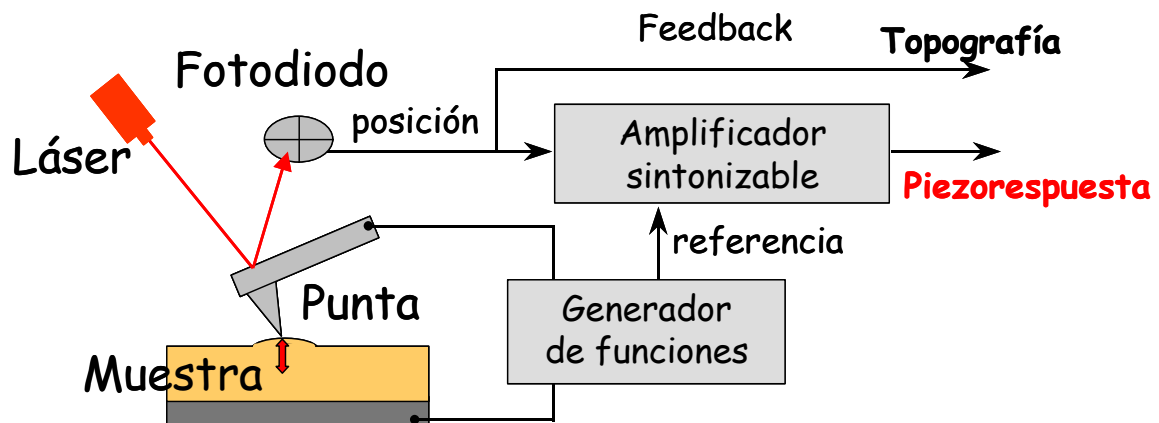 Feedback
Topografía
Fotodiodo
posición
Láser
Amplificador
sintonizable
Piezorespuesta
referencia
Punta
Generador
de funciones
Muestra